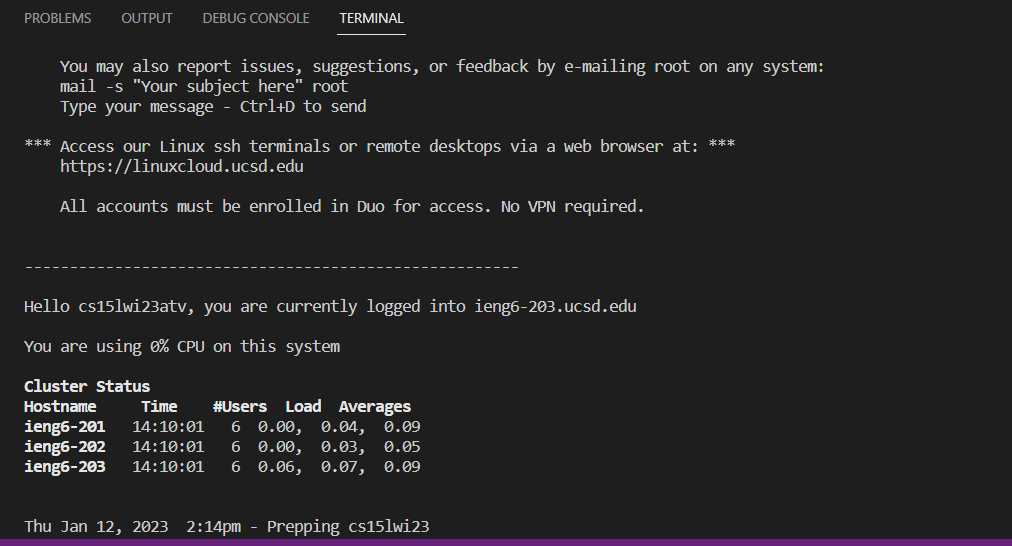 PROBLEMS OUTPUT DEBUG CONSOLE TERMINAL
You may also report issues, suggestions, or feedback by e-mailing root on any system:
mail -s "Your subject here" root
Type your message - Ctrl+D to send
*** Access our Linux ssh terminals or remote desktops via a web browser at: ***
https://linuxcloud.ucsd.edu
All accounts must be enrolled in Duo for access. No VPN required.
-------------------------------------------------------
Hello cs15lwi23atv, you are currently logged into ieng6-203.ucsd.edu
You are using 0% CPU on this system
Cluster Status
Hostname     Time    #Users  Load  Averages
ieng6-201   14:10:01   6  0.00,  0.04,  0.09
ieng6-202   14:10:01   6  0.00,  0.03,  0.05
ieng6-203   14:10:01   6  0.06,  0.07,  0.09
Thu Jan 12, 2023  2:14pm - Prepping cs15lwi23